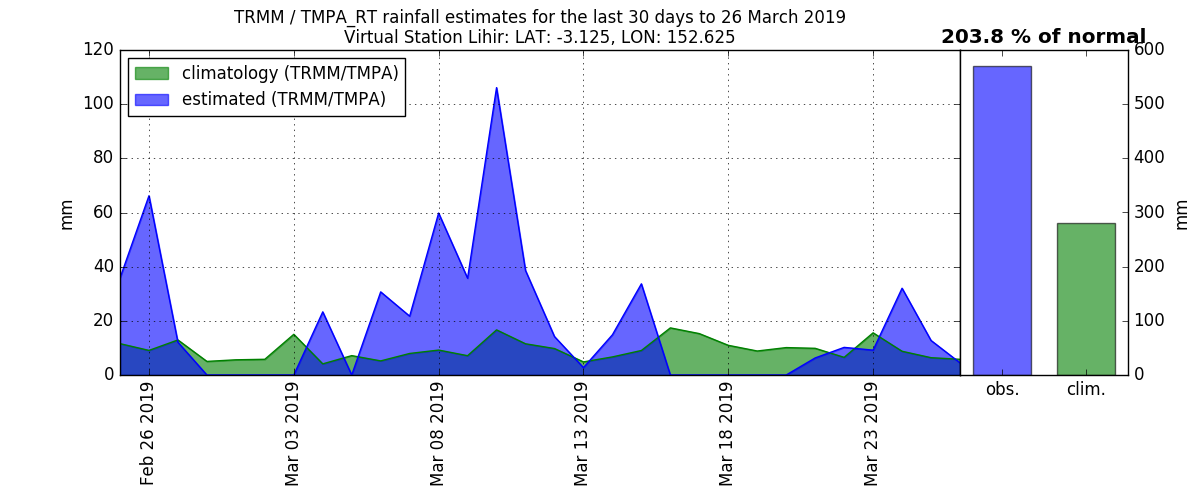 TRMM / TMPA_RT rainfall estimates for the last 30 days to 26 March 2019
Virtual Station Lihir: LAT: -3.125, LON: 152.625
203.8 % of normal
climatology (TRMM/TMPA)
estimated (TRMM/TMPA)
mm
120
100
80
60
40
20
0
Feb 26 2019
Mar 03 2019
Mar 08 2019
Mar 13 2019
Mar 18 2019
Mar 23 2019
600
500
400
300
200
100
0
mm
obs.
clim.